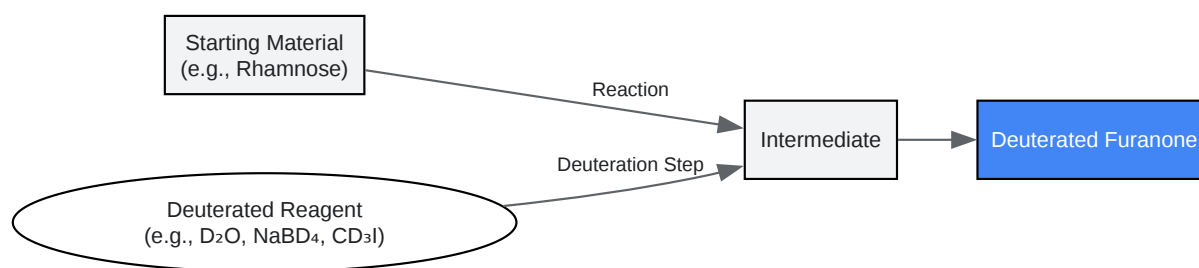 Starting Material
(e.g., Rhamnose)
Reaction
Intermediate
Deuterated Furanone
Deuteration Step
Deuterated Reagent
(e.g., D₂O, NaBD₄, CD₃I)